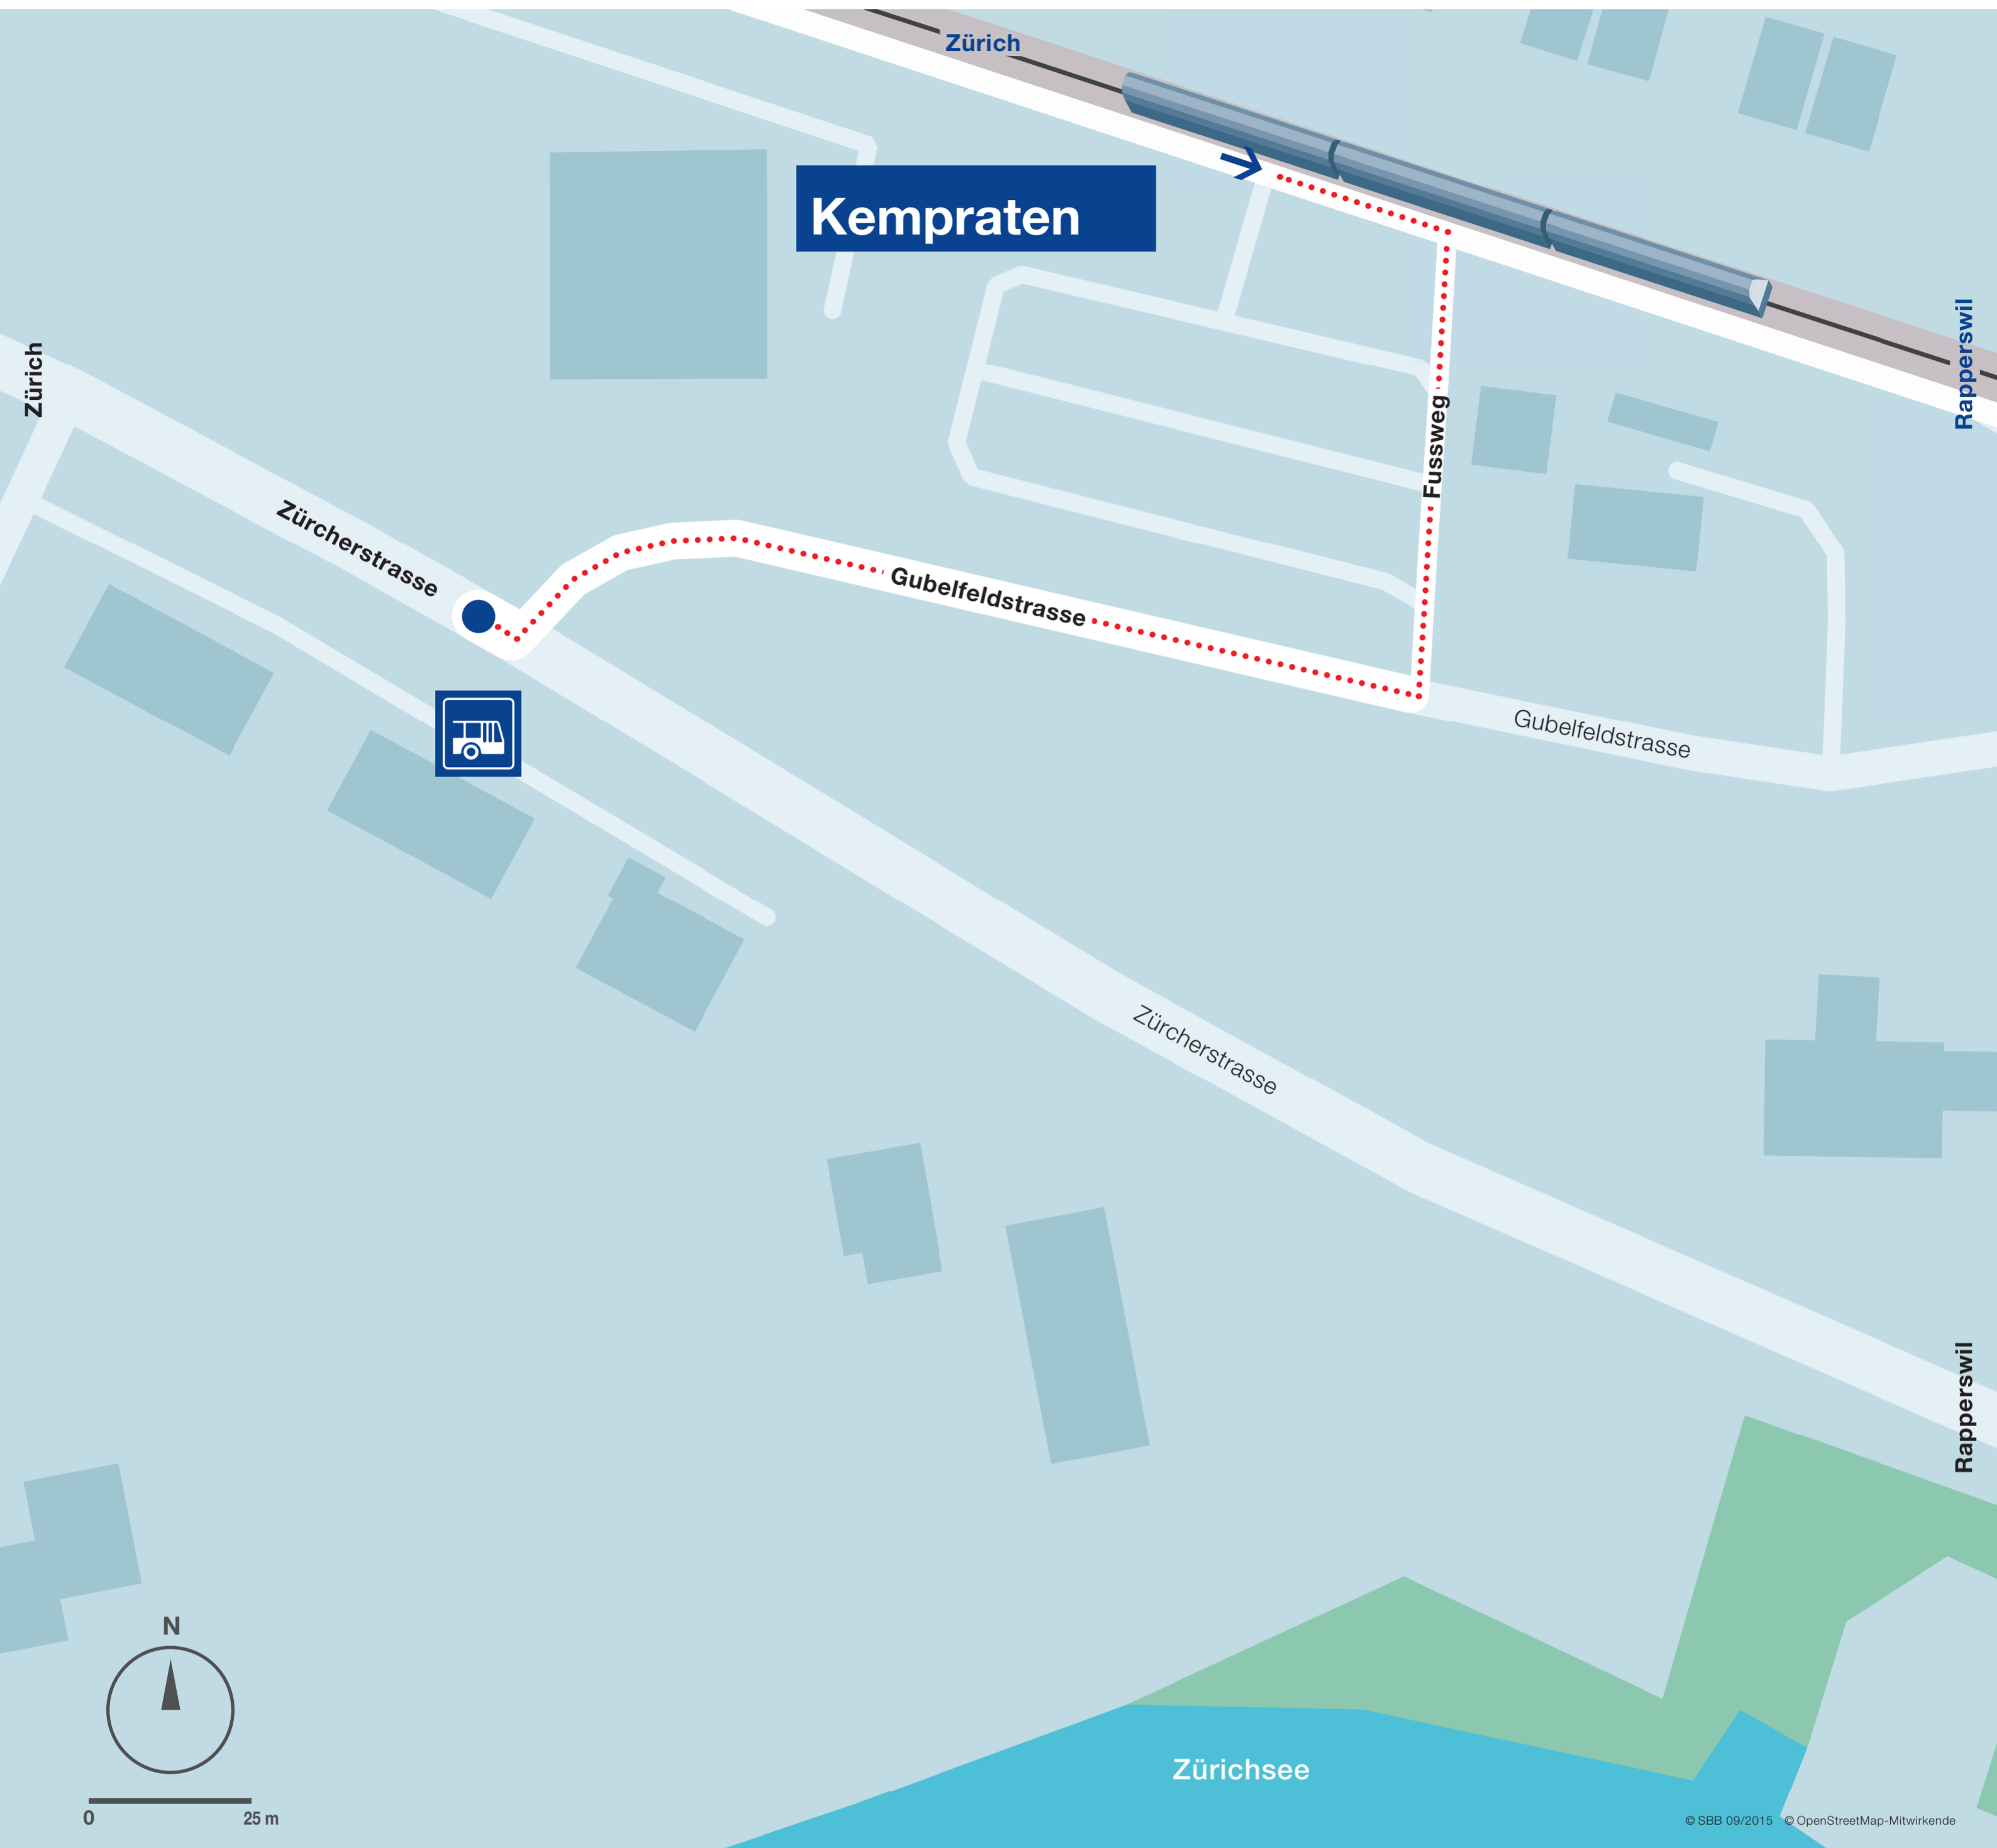 Zürich
Kempraten
Rapperswil
Zürich
Fussweg
Zürcherstrasse
Gubelfeldstrasse
Gubelfeldstrasse
Zürcherstrasse
Rapperswil
N
0 25 m
Zürichsee
© SBB 09/2015 © OpenStreetMap-Mitwirkende